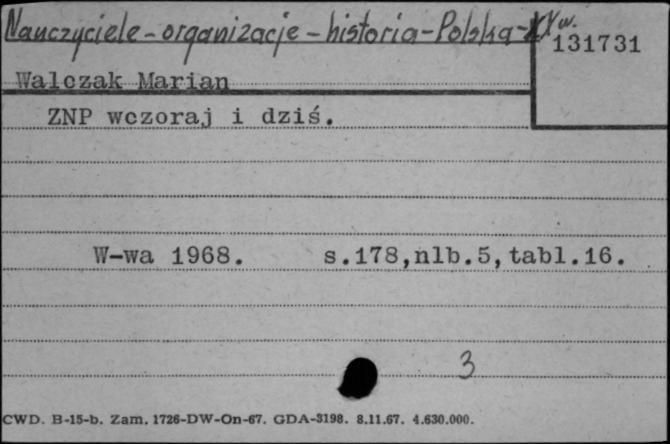 Nauczyciele - organizacje - historia - Polska - XX w.
131731
Walczak Marian
ZNP wczoraj i dziś.
W-wa 1968. s.178,nlb.5,tabl.16.
3
CWD. B-15-b. Zam. 1726-DW-On-67. GDA-3198. 8.11.67. 4.630.000.